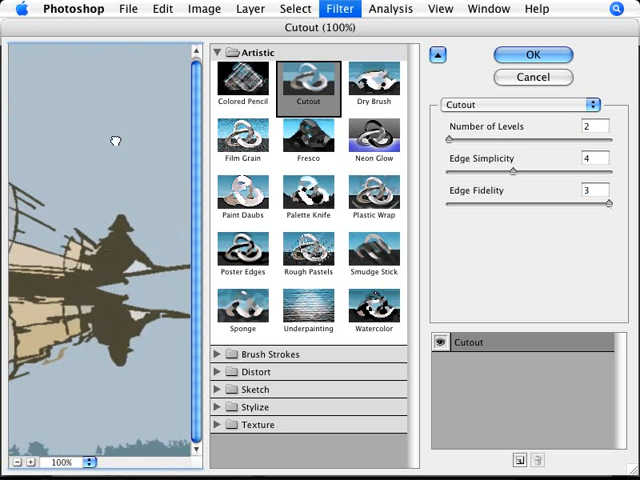 Photoshop File Edit Image Layer Select Filter Analysis View Window Help
Cutout (100%)
Artistic
Colored Pencil Cutout Dry Brush
Film Grain Fresco Neon Glow
Paint Daubs Palette Knife Plastic Wrap
Poster Edges Rough Pastels Smudge Stick
Sponge Underpainting Watercolor
Brush Strokes
Distort
Sketch
Stylize
Texture
100%
OK
Cancel
Cutout
Number of Levels 2
Edge Simplicity 4
Edge Fidelity 3
Cutout